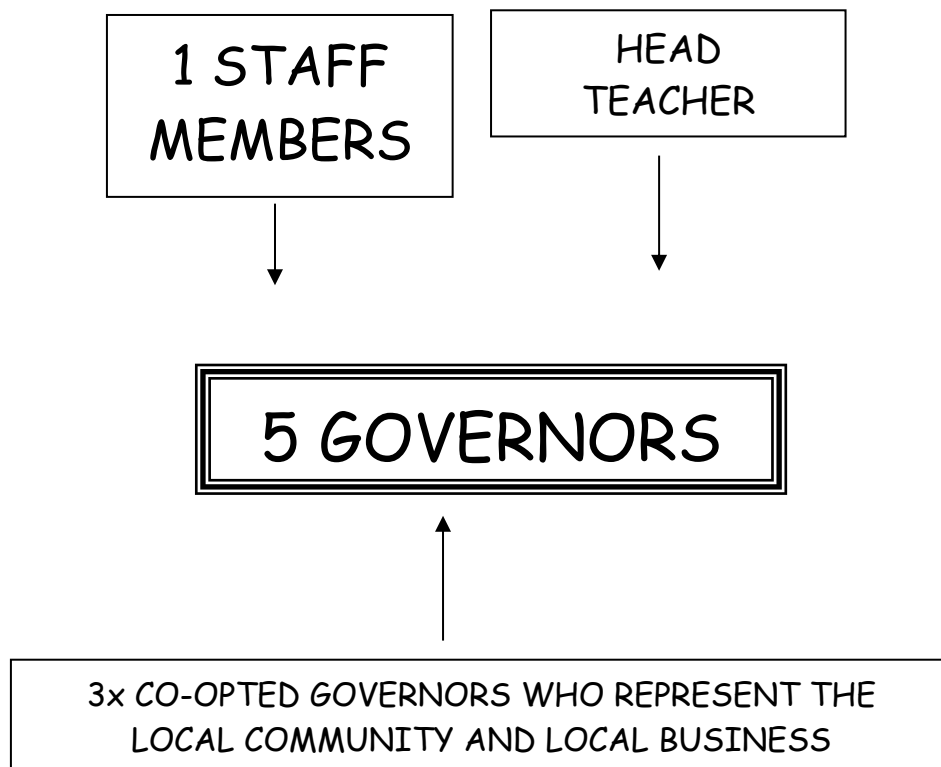 1 STAFF
MEMBERS
HEAD
TEACHER
5 GOVERNORS
3x CO-OPTED GOVERNORS WHO REPRESENT THE
LOCAL COMMUNITY AND LOCAL BUSINESS